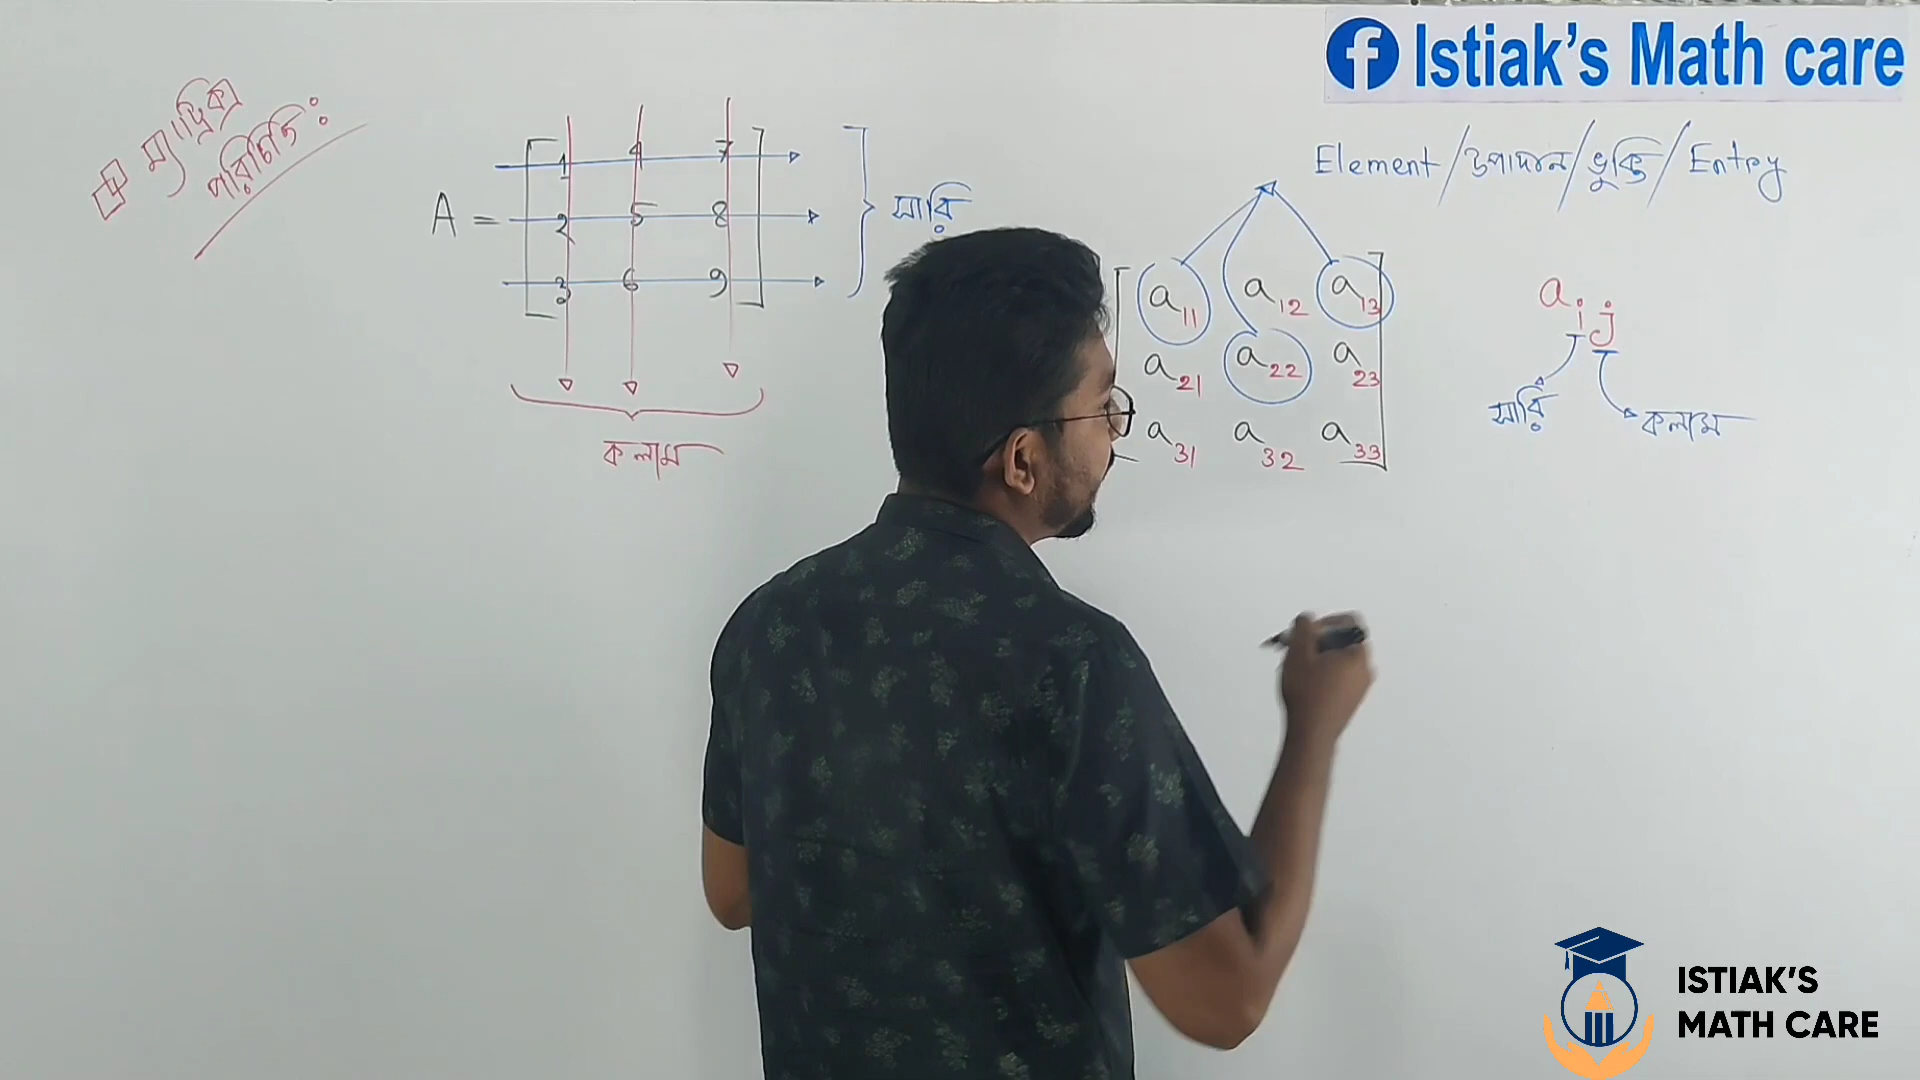 Istiak's Math care
ম্যাট্রিক্স
পরিচিতি :
A = [ 1 4 7
2 5 8
3 6 9 ]
সারি
কলাম
Element / উপাদান / ভুক্তি / Entry
a11 a12 a13
a21 a22 a23
a31 a32 a33
aij
সারি
কলাম
ISTIAK'S
MATH CARE